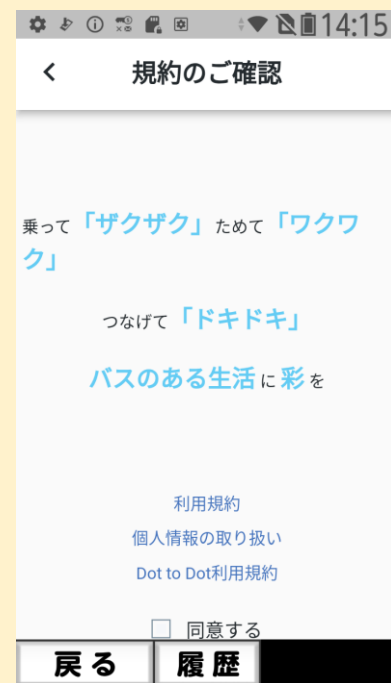 14:15
規約のご確認
乗って「ザクザク」ためて「ワクワ
ク」
つなげて「ドキドキ」
バスのある生活に彩を
利用規約
個人情報の取り扱い
Dot to Dot利用規約
同意する
戻る 履歴